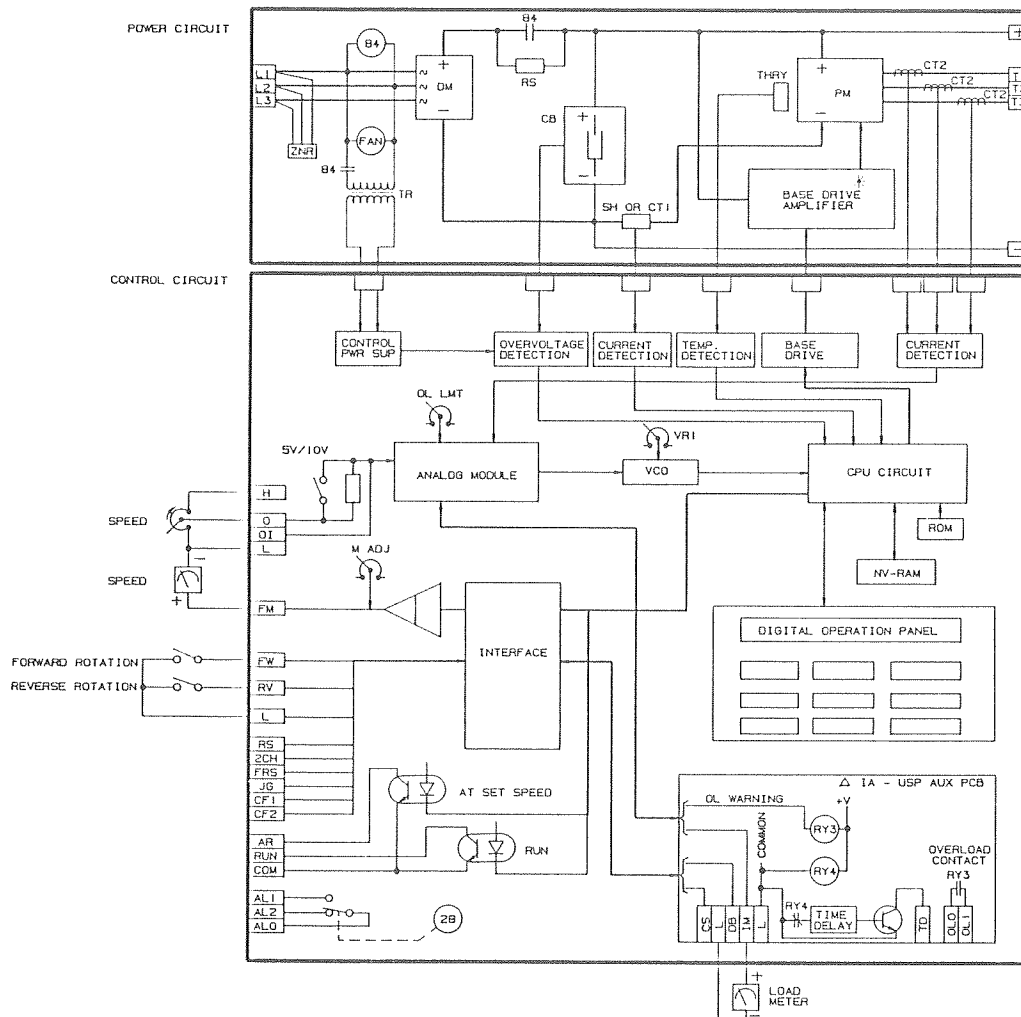 POWER CIRCUIT
84
84
L1
L2
L3
ZNR
FAN
84
TR
DM
RS
CB
SH OR CT1
THRY
PM
CT2
CT2
CT2
BASE DRIVE
AMPLIFIER
+
-
CONTROL CIRCUIT
CONTROL
PWR SUP
OVERVOLTAGE
DETECTION
CURRENT
DETECTION
TEMP.
DETECTION
BASE
DRIVE
CURRENT
DETECTION
OL LMT
5V/10V
ANALOG MODULE
VR1
VCO
CPU CIRCUIT
ROM
NV-RAM
H
O
OI
L
SPEED
SPEED
-
+
M ADJ
FM
INTERFACE
DIGITAL OPERATION PANEL
FORWARD ROTATION
REVERSE ROTATION
FW
RV
L
RS
2CH
FRS
JG
CF1
CF2
AT SET SPEED
RUN
AR
RUN
COM
AL1
AL2
AL0
28
△ IA - USP AUX PCB
OL WARNING
+V
COMMON
RY3
RY4
OVERLOAD
CONTACT
RY3
RY4
TIME
DELAY
CS
L
DB
IM
L
TD
OL0
OL1
+
LOAD
METER
-